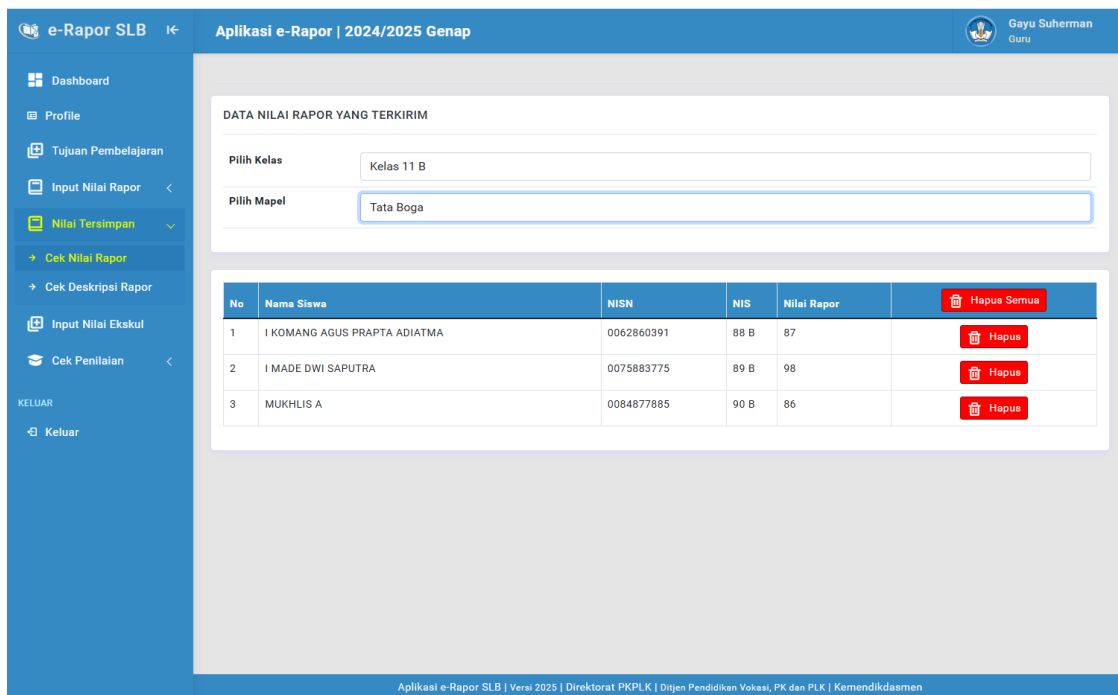 e-Rapor SLB
Aplikasi e-Rapor | 2024/2025 Genap
Gayu Suherman
Guru
Dashboard
Profile
Tujuan Pembelajaran
Input Nilai Rapor
Nilai Tersimpan
Cek Nilai Rapor
Cek Deskripsi Rapor
Input Nilai Ekskul
Cek Penilaian
KELUAR
Keluar
DATA NILAI RAPOR YANG TERKIRIM
Pilih Kelas Kelas 11 B
Pilih Mapel Tata Boga
No Nama Siswa NISN NIS Nilai Rapor Hapus Semua
1 I KOMANG AGUS PRAPTA ADIATMA 0062860391 88 B 87 Hapus
2 I MADE DWI SAPUTRA 0075883775 89 B 98 Hapus
3 MUKHLIS A 0084877885 90 B 86 Hapus
Aplikasi e-Rapor SLB | Versi 2025 | Direktorat PKPLK | Ditjen Pendidikan Vokasi, PK dan PLK | Kemendikdasmen